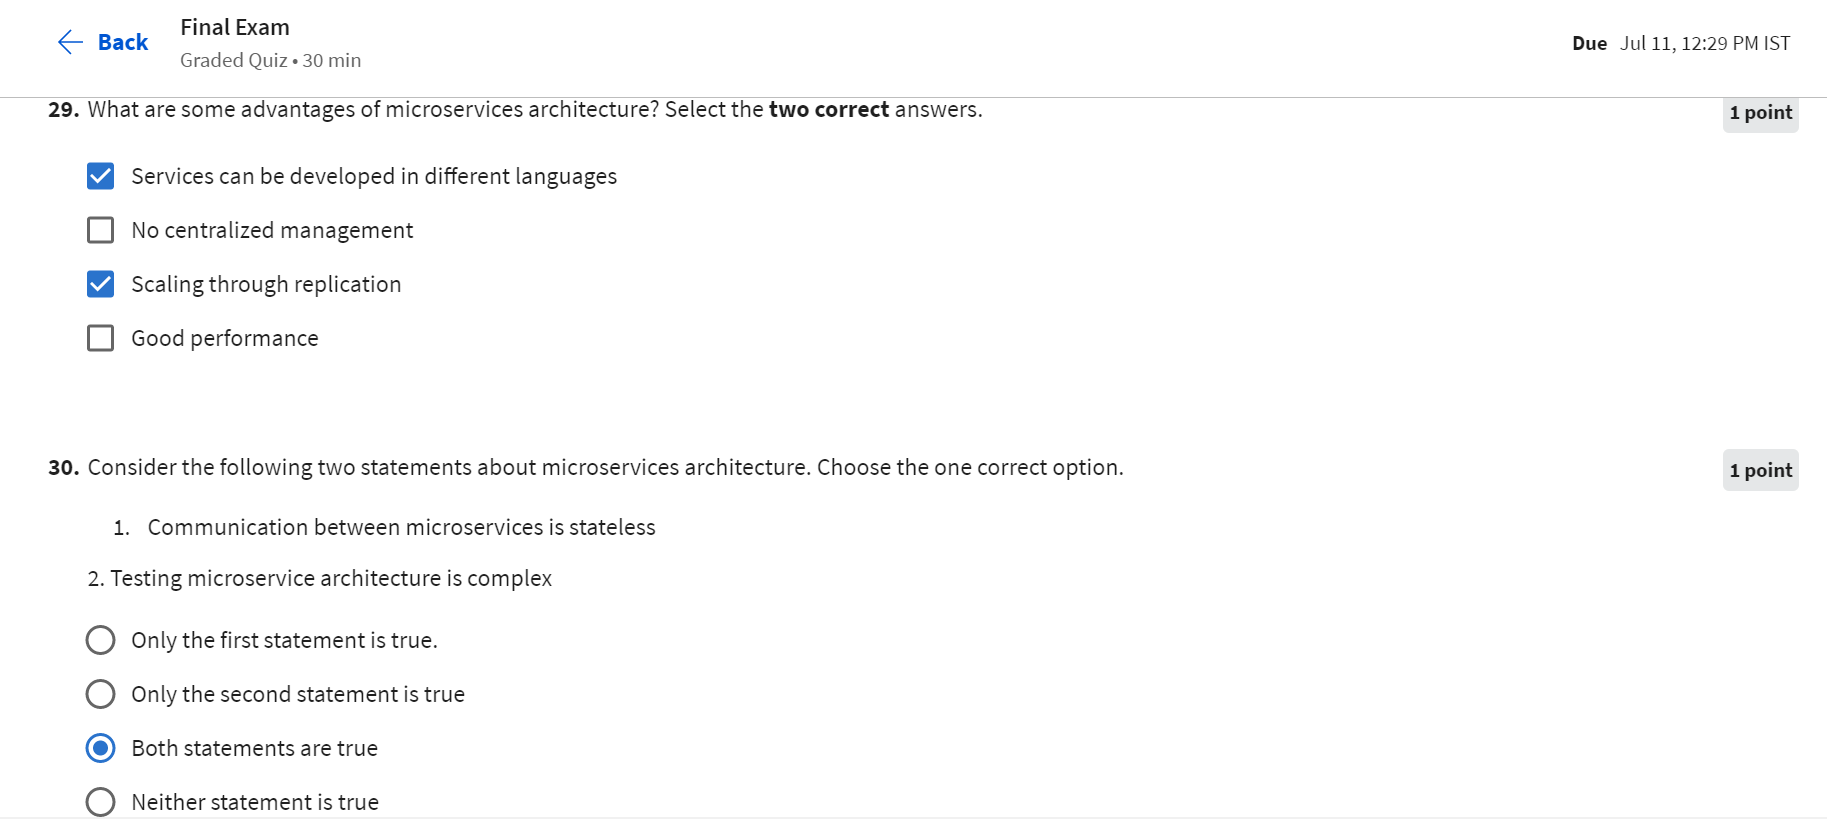 Back
Final Exam
Graded Quiz • 30 min
Due Jul 11, 12:29 PM IST
29. What are some advantages of microservices architecture? Select the two correct answers.
1 point
Services can be developed in different languages
No centralized management
Scaling through replication
Good performance
30. Consider the following two statements about microservices architecture. Choose the one correct option.
1 point
1. Communication between microservices is stateless
2. Testing microservice architecture is complex
Only the first statement is true.
Only the second statement is true
Both statements are true
Neither statement is true